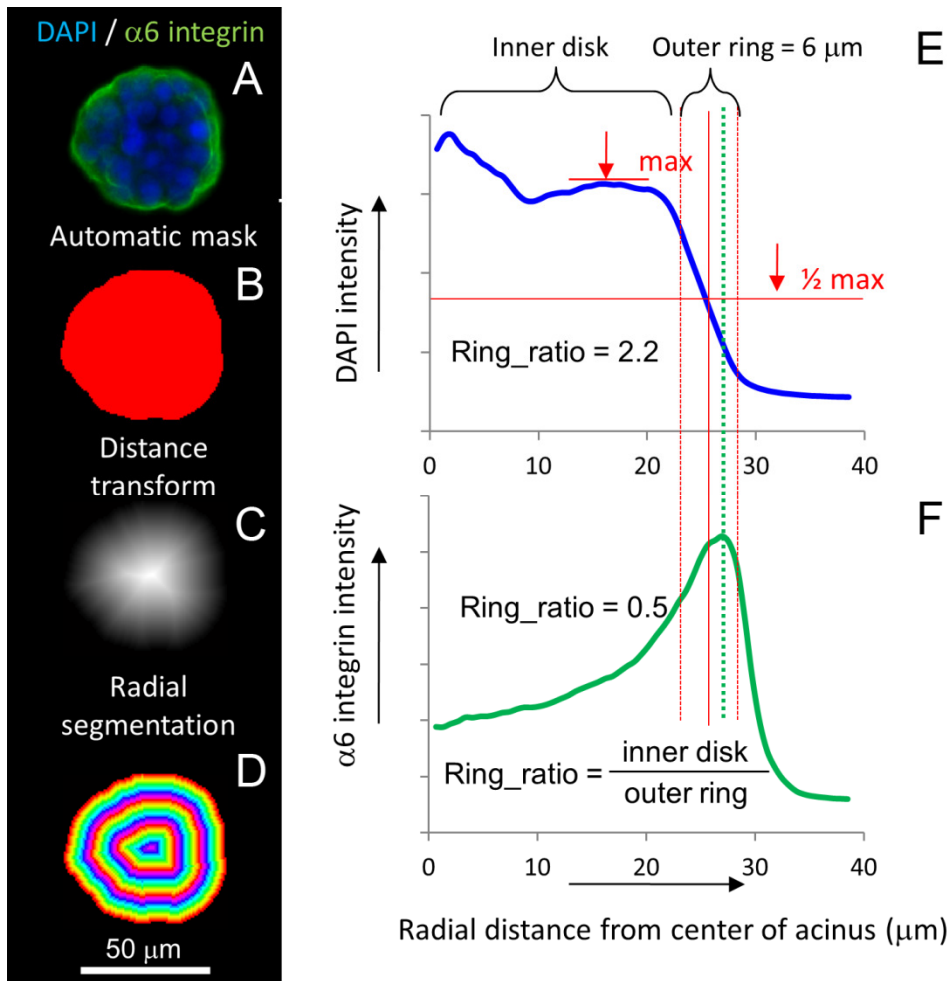 DAPI / α6 integrin
A
Automatic mask
B
Distance
transform
C
Radial
segmentation
D
50 μm
Inner disk
Outer ring = 6 μm
E
DAPI intensity
max
½ max
Ring_ratio = 2.2
0 10 20 30 40
F
α6 integrin intensity
Ring_ratio = 0.5
Ring_ratio = inner disk
outer ring
0 10 20 30 40
Radial distance from center of acinus (μm)